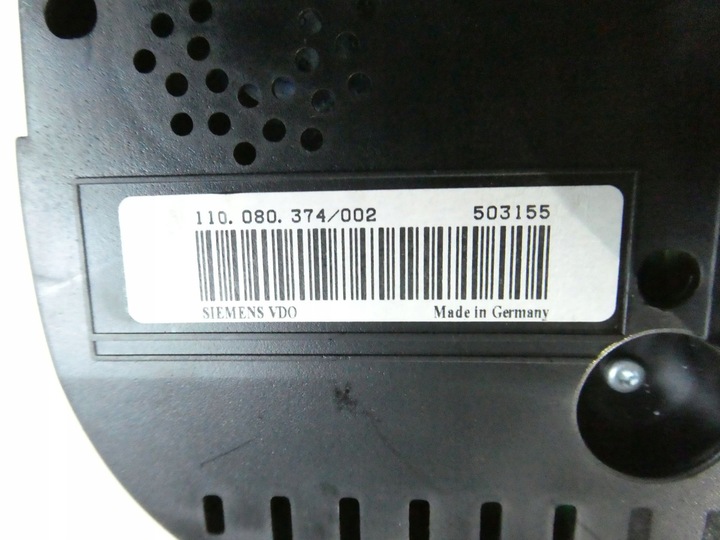 110.080.374/002 503155
SIEMENS VDO Made in Germany